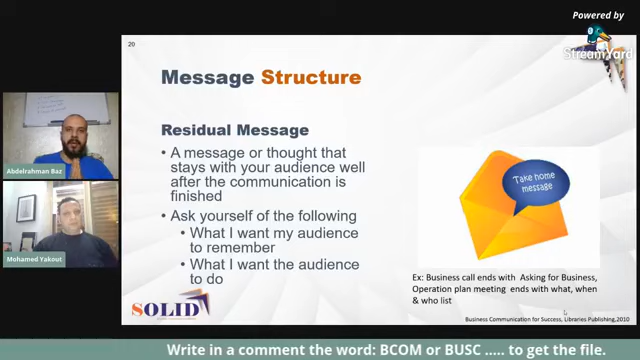 Powered by
StreamYard
20
Message Structure
Residual Message
• A message or thought that
stays with your audience well
after the communication is
finished
• Ask yourself of the following
• What I want my audience
to remember
• What I want the audience
to do
Take home
message
Ex: Business call ends with Asking for Business,
Operation plan meeting ends with what, when
& who list
Business Communication for Success, Libraries Publishing,2010
SOLID
Abdelrahman Baz
Mohamed Yakout
Write in a comment the word: BCOM or BUSC ..... to get the file.